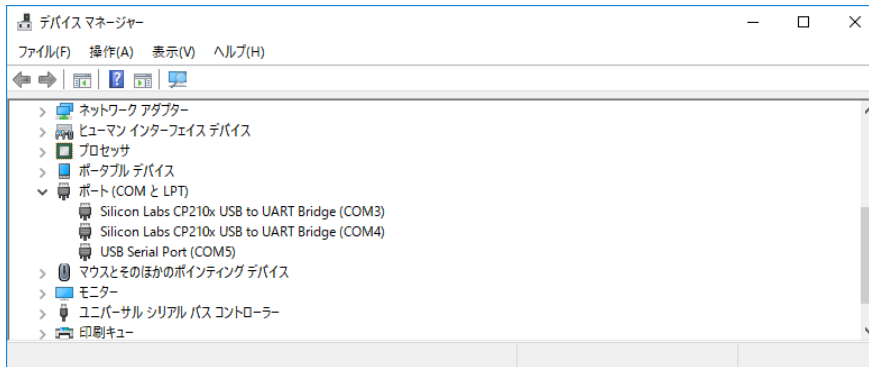 デバイス マネージャー
ファイル(F) 操作(A) 表示(V) ヘルプ(H)
ネットワーク アダプター
ヒューマン インターフェイス デバイス
プロセッサ
ポータブル デバイス
ポート (COM と LPT)
Silicon Labs CP210x USB to UART Bridge (COM3)
Silicon Labs CP210x USB to UART Bridge (COM4)
USB Serial Port (COM5)
マウスとそのほかのポインティング デバイス
モニター
ユニバーサル シリアル バス コントローラー
印刷キュー